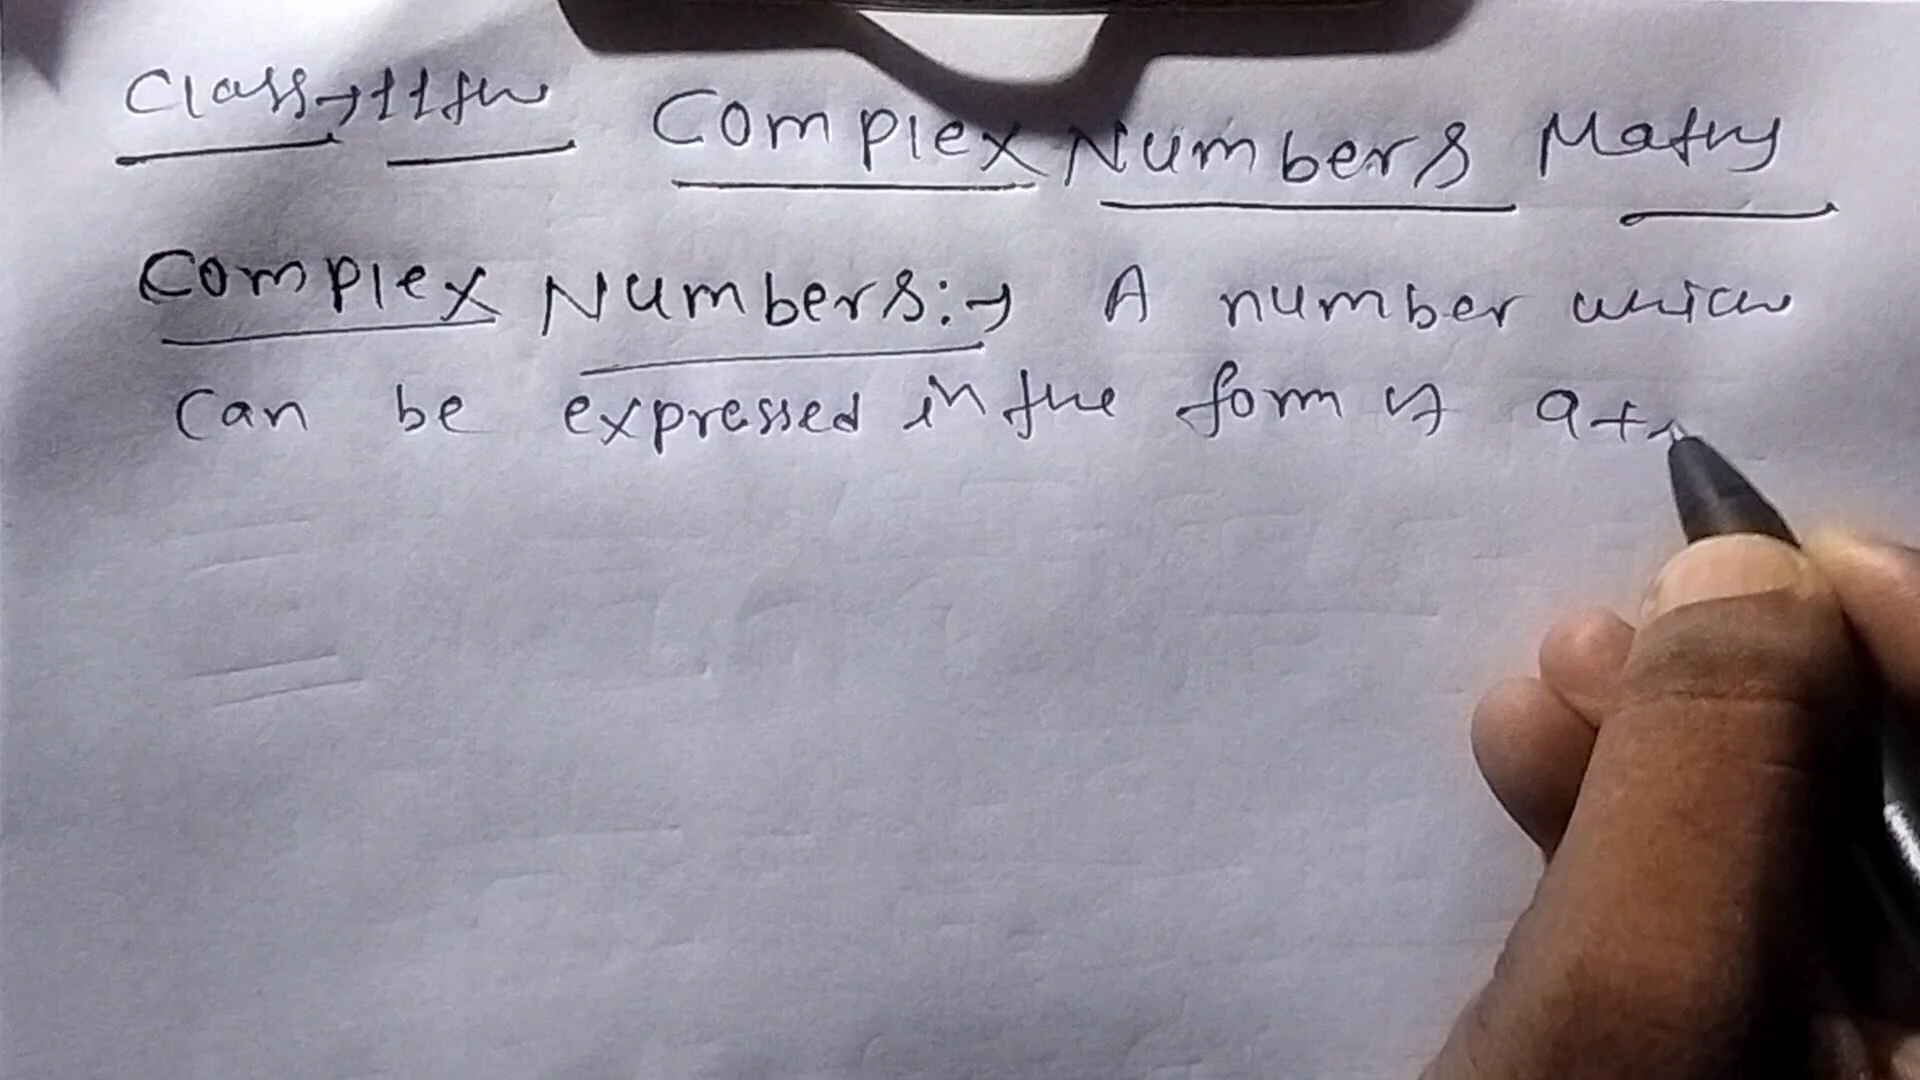 Class→11th Complex Numbers Maths
Complex Numbers:→ A number which
can be expressed in the form of a+